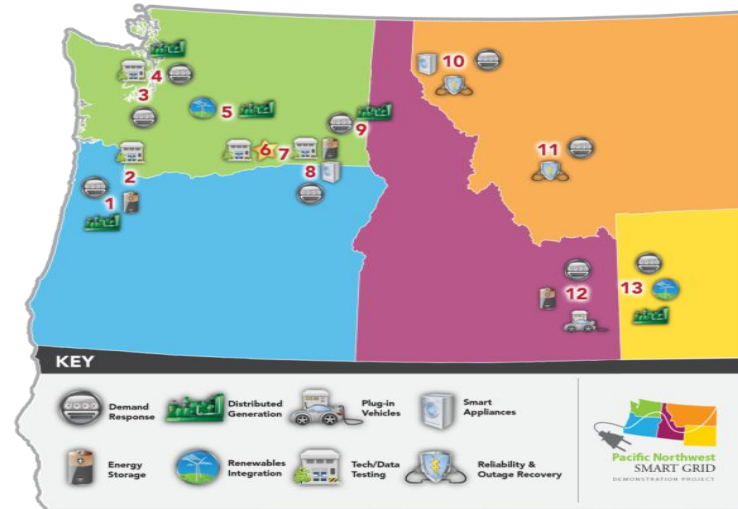 4
3
5
10
9
6
7
11
2
8
1
12
13
KEY
Demand
Response
Distributed
Generation
Plug-in
Vehicles
Smart
Appliances
Energy
Storage
Renewables
Integration
Tech/Data
Testing
Reliability &
Outage Recovery
Pacific Northwest
SMART GRID
DEMONSTRATION PROJECT